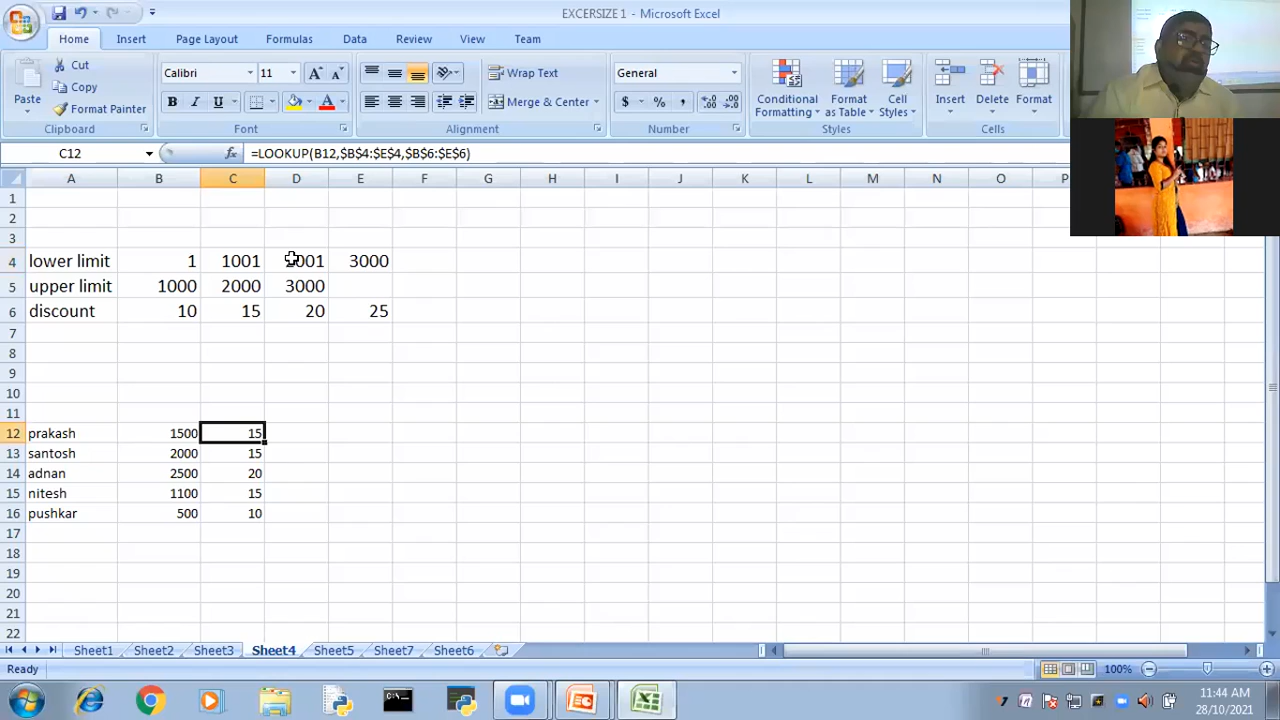 EXCERSIZE 1 - Microsoft Excel
Home Insert Page Layout Formulas Data Review View Team
Paste Cut Copy Format Painter Clipboard
Calibri 11 B I U A Font
Wrap Text Merge & Center Alignment
General $ % , Number
Conditional Formatting Format as Table Cell Styles Styles
Insert Delete Format Cells
C12 fx =LOOKUP(B12,$B$4:$E$4,$B$6:$E$6)
A B C D E F G H I J K L M N O P
1
2
3
4 lower limit 1 1001 2001 3000
5 upper limit 1000 2000 3000
6 discount 10 15 20 25
7
8
9
10
11
12 prakash 1500 15
13 santosh 2000 15
14 adnan 2500 20
15 nitesh 1100 15
16 pushkar 500 10
17
18
19
20
21
22
Sheet1 Sheet2 Sheet3 Sheet4 Sheet5 Sheet7 Sheet6
Ready 100%
11:44 AM
28/10/2021